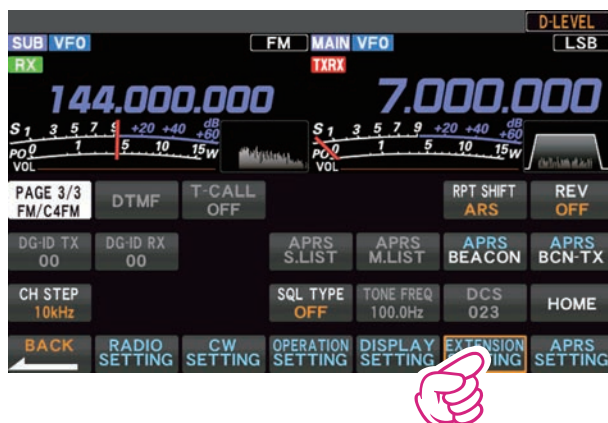 D-LEVEL
SUB VFO FM MAIN VFO LSB
RX TXRX
144.000.000 7.000.000
S 1 3 5 7 9 +20 +40 +60 dB S 1 3 5 7 9 +20 +40 +60 dB
PO 0 1 5 10 15 W PO 0 1 5 10 15 W
VOL VOL
PAGE 3/3 DTMF T-CALL RPT SHIFT REV
FM/C4FM OFF ARS OFF
DG-ID TX DG-ID RX APRS APRS APRS APRS
00 00 S.LIST M.LIST BEACON BCN-TX
CH STEP SQL TYPE TONE FREQ DCS HOME
10kHz OFF 100.0Hz 023
BACK RADIO CW OPERATION DISPLAY EXTENSION APRS
SETTING SETTING SETTING SETTING SETTING